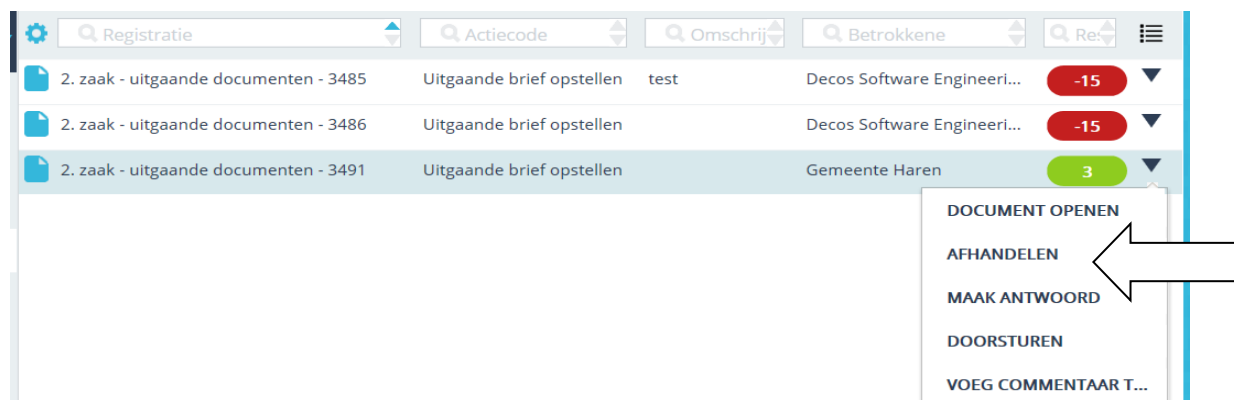 Registratie Actiecode Omschrij Betrokkene Re:
2. zaak - uitgaande documenten - 3485 Uitgaande brief opstellen test Decos Software Engineeri... -15
2. zaak - uitgaande documenten - 3486 Uitgaande brief opstellen Decos Software Engineeri... -15
2. zaak - uitgaande documenten - 3491 Uitgaande brief opstellen Gemeente Haren 3
DOCUMENT OPENEN
AFHANDELEN
MAAK ANTWOORD
DOORSTUREN
VOEG COMMENTAAR T...